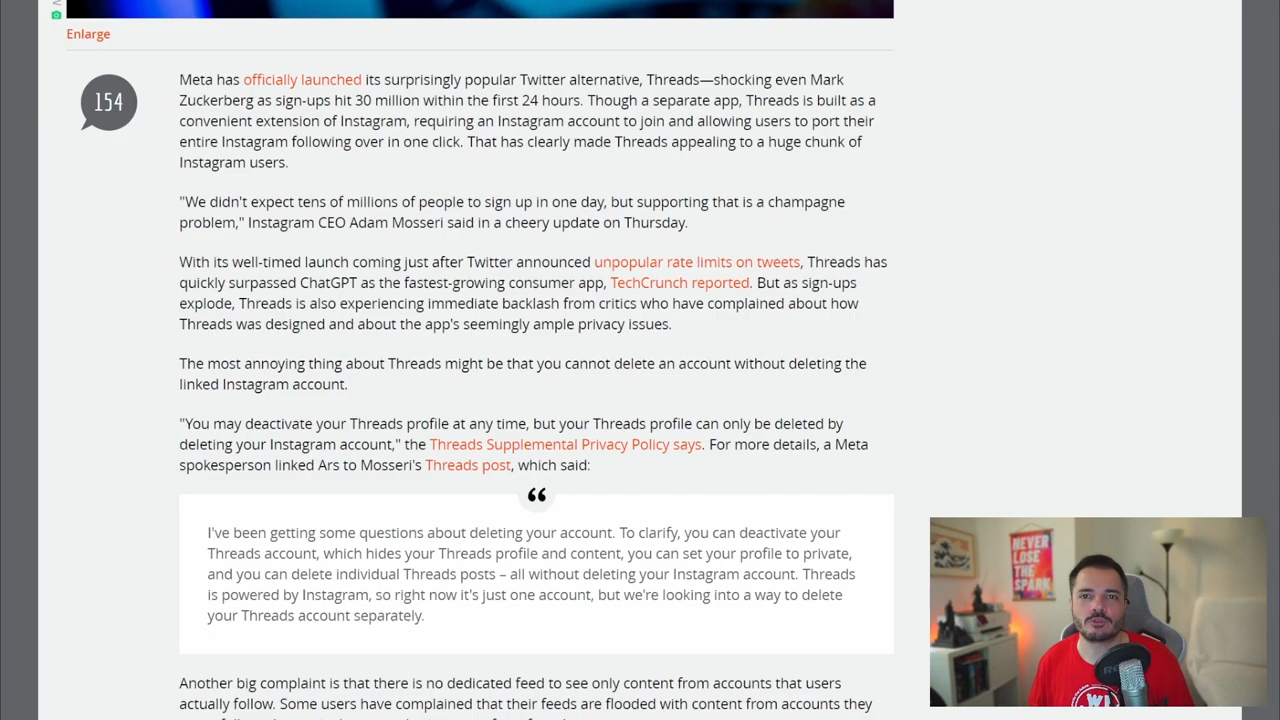 Enlarge
154
Meta has officially launched its surprisingly popular Twitter alternative, Threads—shocking even Mark
Zuckerberg as sign-ups hit 30 million within the first 24 hours. Though a separate app, Threads is built as a
convenient extension of Instagram, requiring an Instagram account to join and allowing users to port their
entire Instagram following over in one click. That has clearly made Threads appealing to a huge chunk of
Instagram users.
"We didn't expect tens of millions of people to sign up in one day, but supporting that is a champagne
problem," Instagram CEO Adam Mosseri said in a cheery update on Thursday.
With its well-timed launch coming just after Twitter announced unpopular rate limits on tweets, Threads has
quickly surpassed ChatGPT as the fastest-growing consumer app, TechCrunch reported. But as sign-ups
explode, Threads is also experiencing immediate backlash from critics who have complained about how
Threads was designed and about the app's seemingly ample privacy issues.
The most annoying thing about Threads might be that you cannot delete an account without deleting the
linked Instagram account.
"You may deactivate your Threads profile at any time, but your Threads profile can only be deleted by
deleting your Instagram account," the Threads Supplemental Privacy Policy says. For more details, a Meta
spokesperson linked Ars to Mosseri's Threads post, which said:
“
I've been getting some questions about deleting your account. To clarify, you can deactivate your
Threads account, which hides your Threads profile and content, you can set your profile to private,
and you can delete individual Threads posts – all without deleting your Instagram account. Threads
is powered by Instagram, so right now it's just one account, but we're looking into a way to delete
your Threads account separately.
NEVER
LOSE
THE
SPARK
Another big complaint is that there is no dedicated feed to see only content from accounts that users
actually follow. Some users have complained that their feeds are flooded with content from accounts they